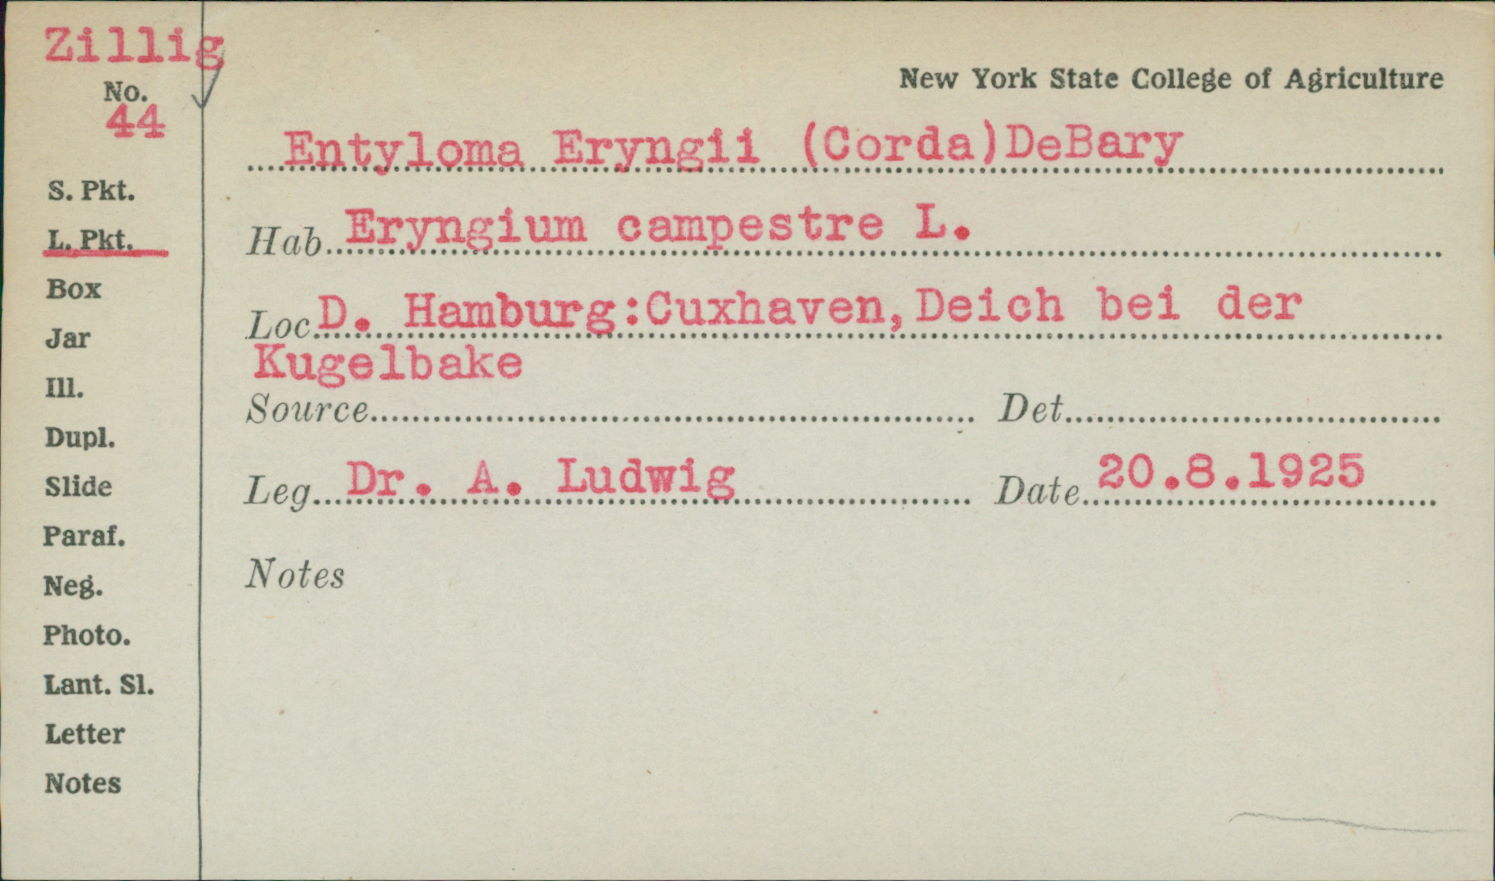 Zillig
No.
44
New York State College of Agriculture
Entyloma Eryngii (Corda)DeBary
Hab. Eryngium campestre L.
Loc. D. Hamburg:Cuxhaven,Deich bei der
Kugelbake
Source
Det.
Leg. Dr. A. Ludwig
Date 20.8.1925
Notes
S. Pkt.
L. Pkt.
Box
Jar
Ill.
Dupl.
Slide
Paraf.
Neg.
Photo.
Lant. Sl.
Letter
Notes